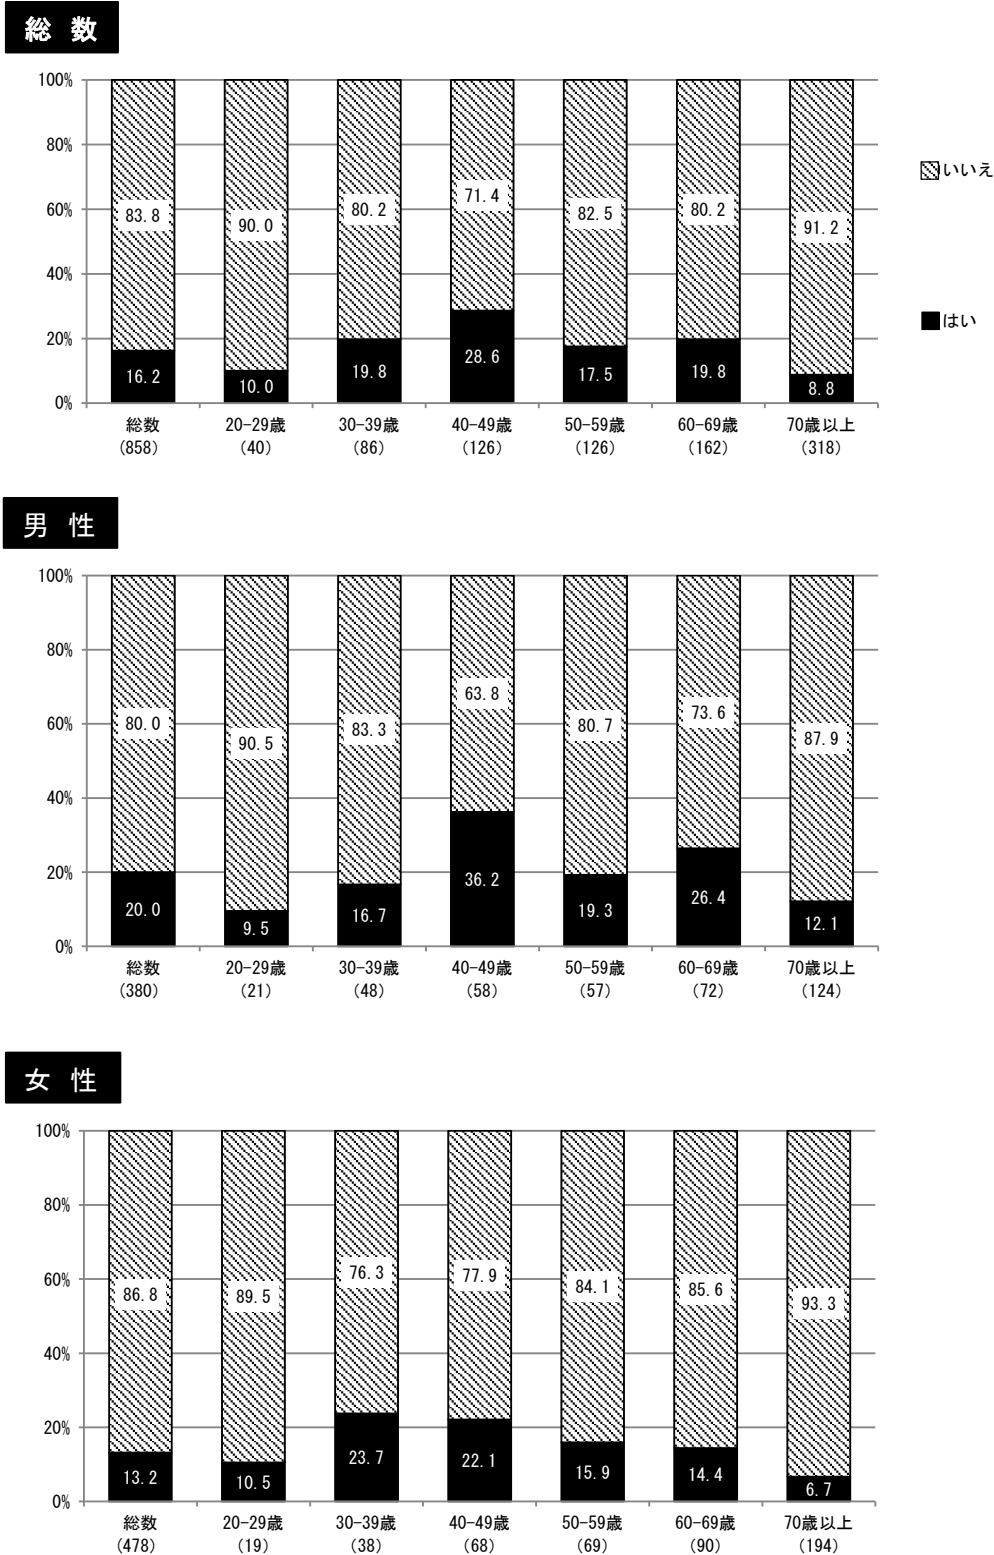 総 数
100%
80%
60%
40%
20%
0%
83.8 90.0 80.2 71.4 82.5 80.2 91.2
16.2 10.0 19.8 28.6 17.5 19.8 8.8
総数 20-29歳 30-39歳 40-49歳 50-59歳 60-69歳 70歳以上
(858) (40) (86) (126) (126) (162) (318)
いいえ
はい
男 性
100%
80%
60%
40%
20%
0%
80.0 90.5 83.3 63.8 80.7 73.6 87.9
20.0 9.5 16.7 36.2 19.3 26.4 12.1
総数 20-29歳 30-39歳 40-49歳 50-59歳 60-69歳 70歳以上
(380) (21) (48) (58) (57) (72) (124)
女 性
100%
80%
60%
40%
20%
0%
86.8 89.5 76.3 77.9 84.1 85.6 93.3
13.2 10.5 23.7 22.1 15.9 14.4 6.7
総数 20-29歳 30-39歳 40-49歳 50-59歳 60-69歳 70歳以上
(478) (19) (38) (68) (69) (90) (194)